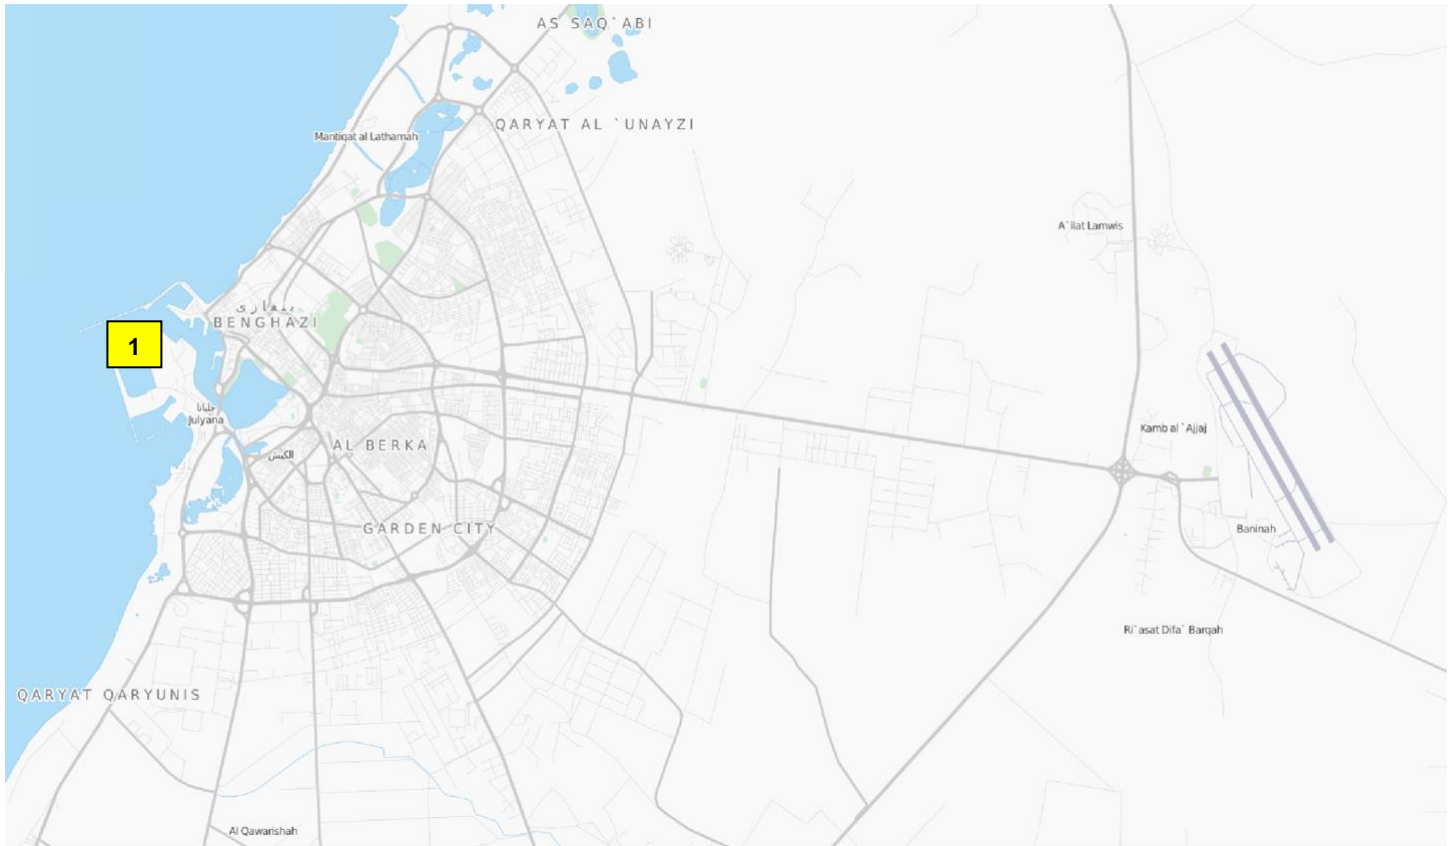 AS SAQ`ABI
QARYAT AL `UNAYZI
Mantiqat al Lathamah
A`ilat Lamwis
بنغازى
BENGHAZI
1
جليانا
Julyana
Kamb al `Ajjaj
AL BERKA
الكيش
GARDEN CITY
Baninah
Ri`asat Difa` Barqah
QARYAT QARYUNIS
Al Qawarishah